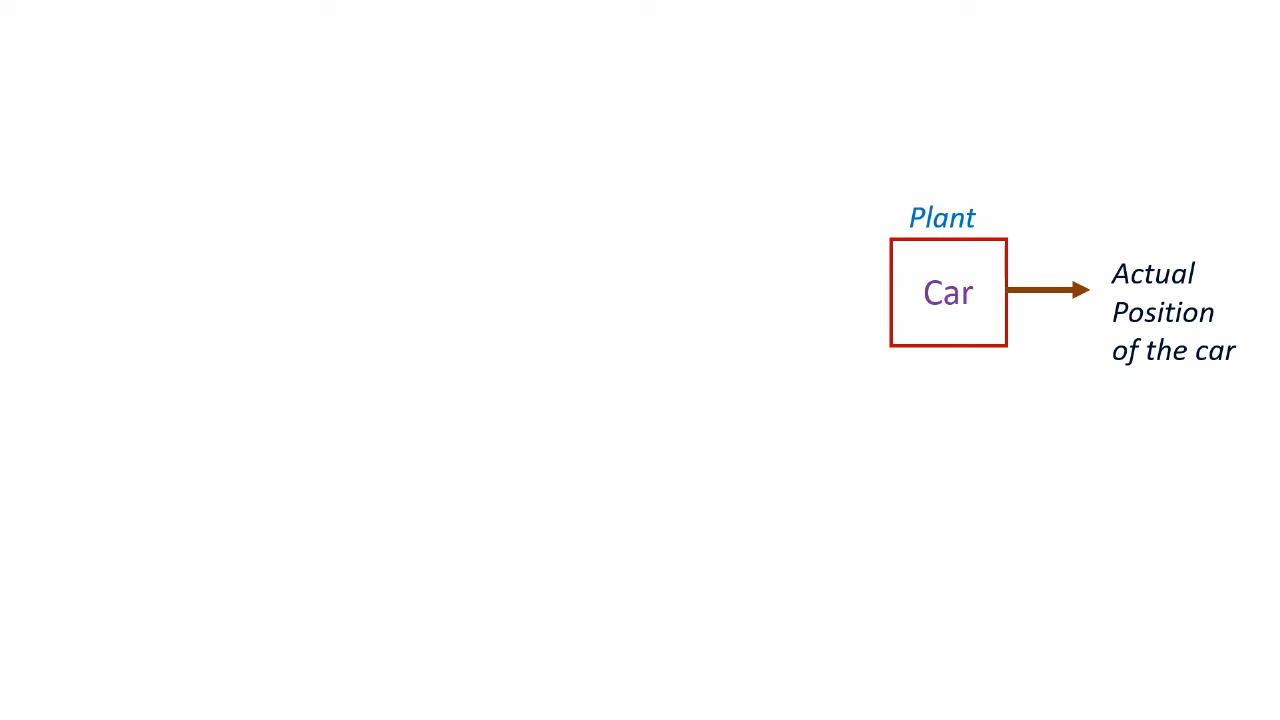 Plant
Car
Actual
Position
of the car